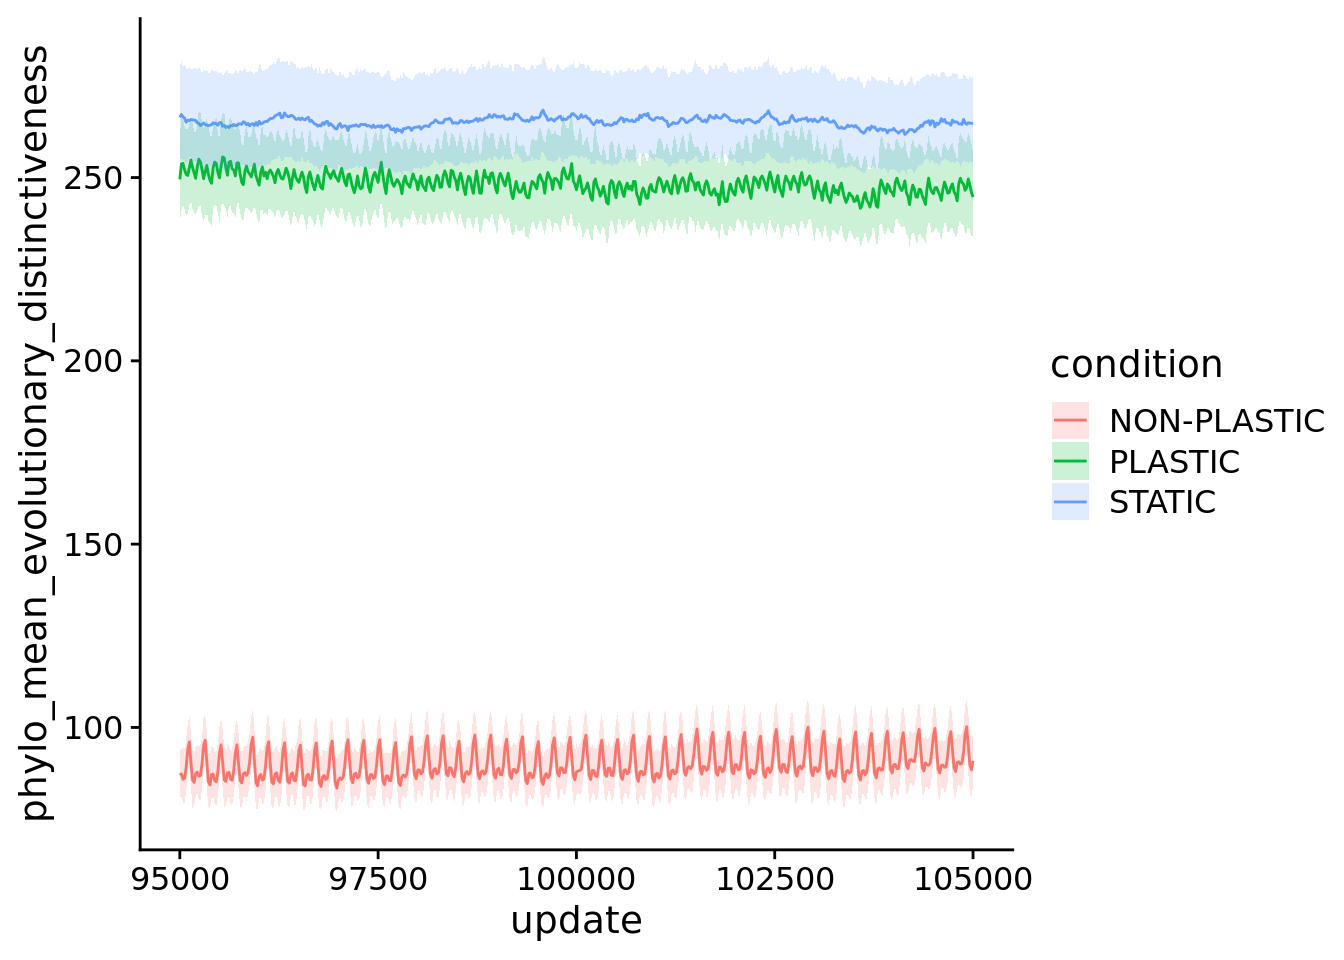 phylo_mean_evolutionary_distinctiveness
250
200
150
100
95000 97500 100000 102500 105000
update
condition
NON-PLASTIC
PLASTIC
STATIC